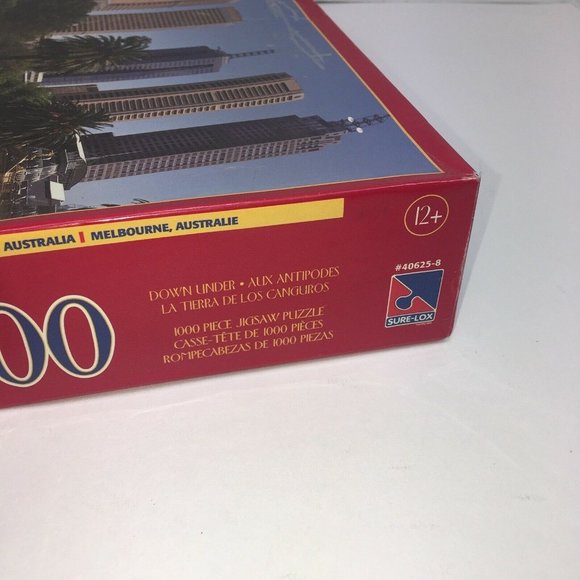 AUSTRALIA | MELBOURNE, AUSTRALIE
12+
00
DOWN UNDER • AUX ANTIPODES
LA TIERRA DE LOS CANGUROS
1000 PIECE JIGSAW PUZZLE
CASSE-TÊTE DE 1000 PIÈCES
ROMPECABEZAS DE 1000 PIEZAS
#40625-8
SURE-LOX